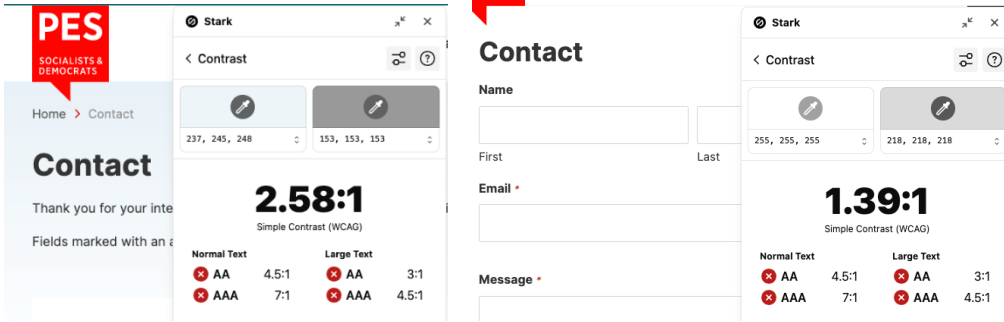 PES
SOCIALISTS &
DEMOCRATS
Home > Contact
Contact
Thank you for your inte
Fields marked with an a
Stark
Contrast
237, 245, 248
153, 153, 153
2.58:1
Simple Contrast (WCAG)
Normal Text Large Text
AA 4.5:1 AA 3:1
AAA 7:1 AAA 4.5:1
Contact
Name
First Last
Email *
Message *
Stark
Contrast
255, 255, 255
218, 218, 218
1.39:1
Simple Contrast (WCAG)
Normal Text Large Text
AA 4.5:1 AA 3:1
AAA 7:1 AAA 4.5:1